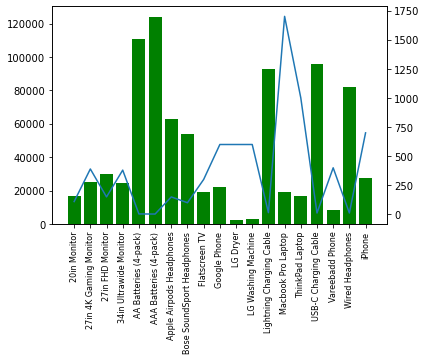 120000
100000
80000
60000
40000
20000
0
1750
1500
1250
1000
750
500
250
0
20in Monitor
27in 4K Gaming Monitor
27in FHD Monitor
34in Ultrawide Monitor
AA Batteries (4-pack)
AAA Batteries (4-pack)
Apple Airpods Headphones
Bose SoundSport Headphones
Flatscreen TV
Google Phone
LG Dryer
LG Washing Machine
Lightning Charging Cable
Macbook Pro Laptop
ThinkPad Laptop
USB-C Charging Cable
Vareebadd Phone
Wired Headphones
iPhone